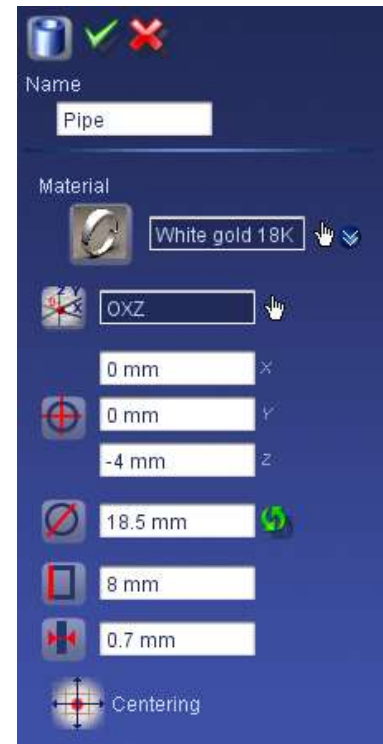 Name
Pipe
Material
White gold 18K
OXZ
0 mm X
0 mm Y
-4 mm Z
18.5 mm
8 mm
0.7 mm
Centering